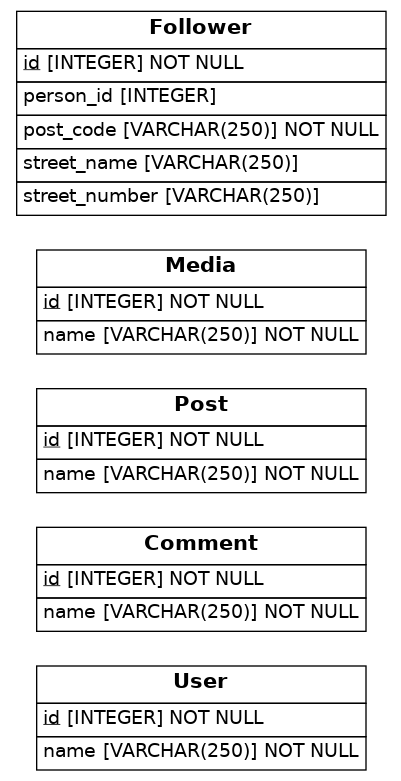 Follower
id [INTEGER] NOT NULL
person_id [INTEGER]
post_code [VARCHAR(250)] NOT NULL
street_name [VARCHAR(250)]
street_number [VARCHAR(250)]
Media
id [INTEGER] NOT NULL
name [VARCHAR(250)] NOT NULL
Post
id [INTEGER] NOT NULL
name [VARCHAR(250)] NOT NULL
Comment
id [INTEGER] NOT NULL
name [VARCHAR(250)] NOT NULL
User
id [INTEGER] NOT NULL
name [VARCHAR(250)] NOT NULL